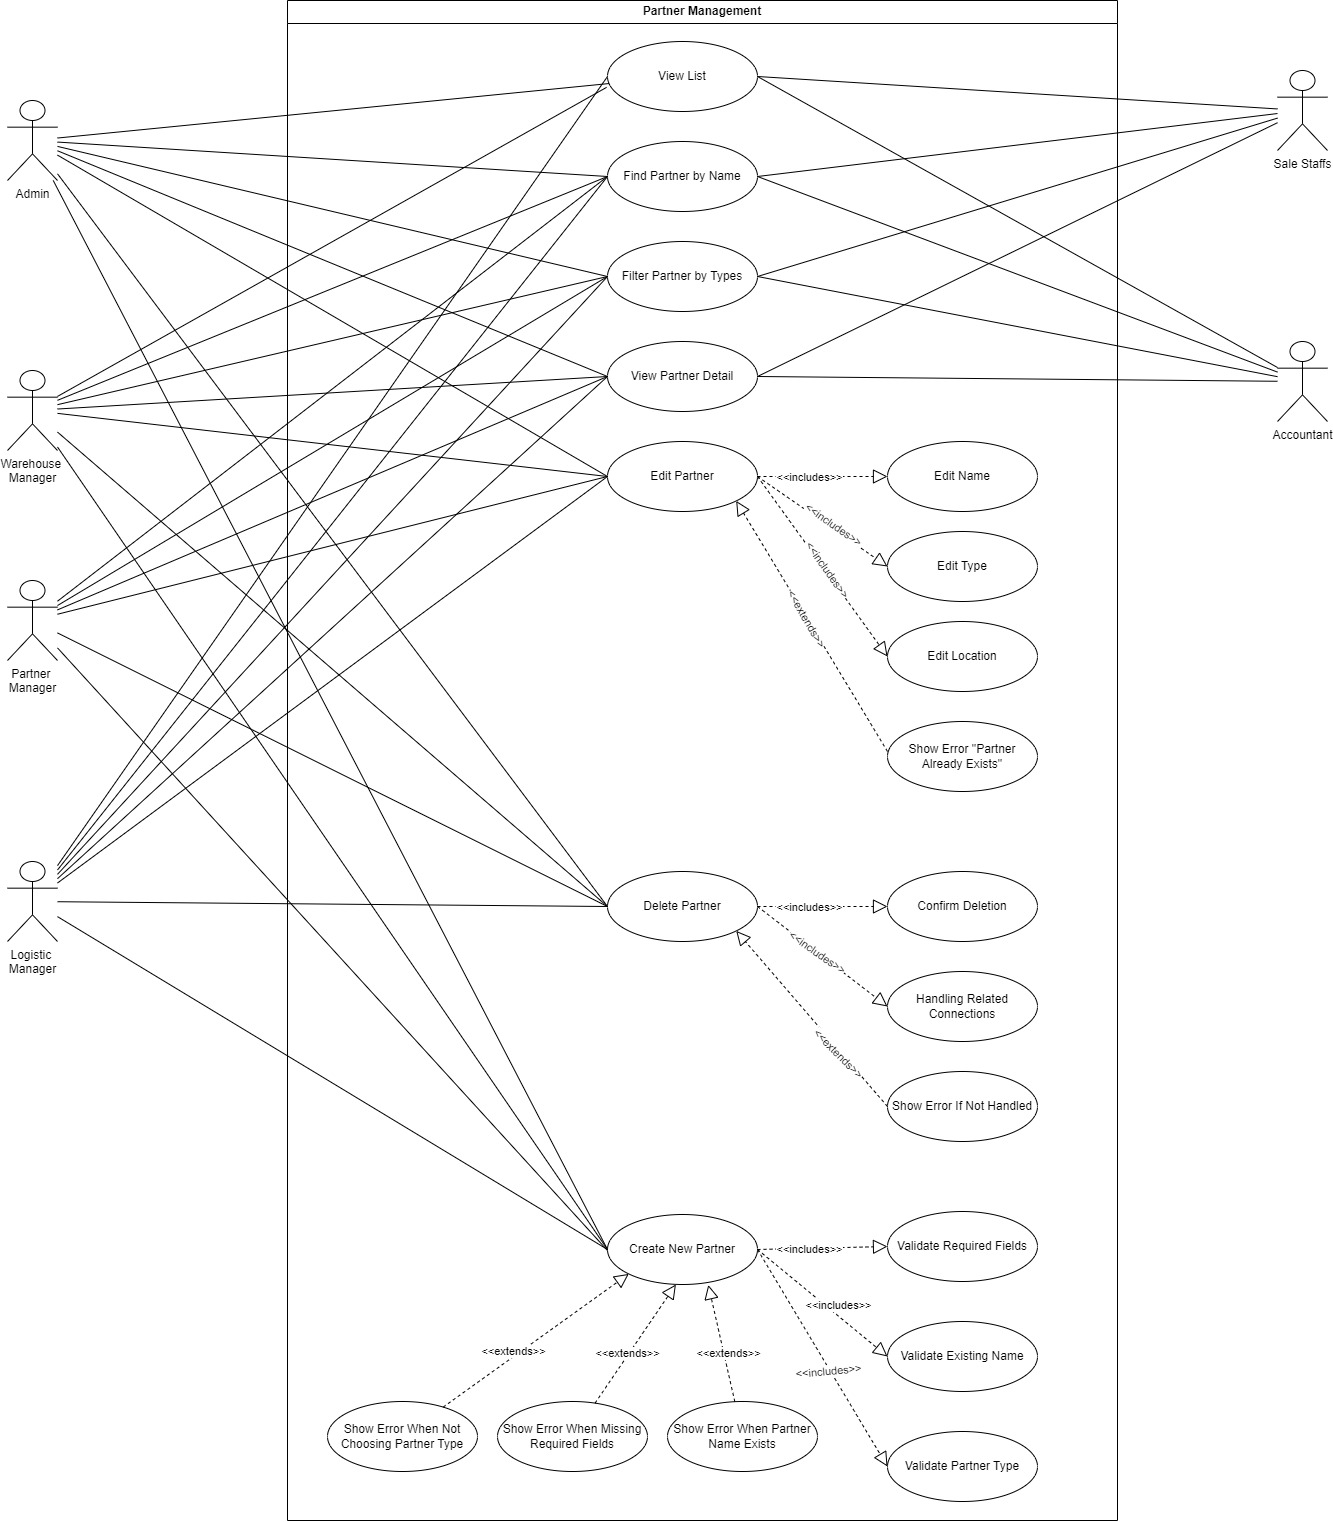 Partner Management
View List
Sale Staffs
Admin
Find Partner by Name
Filter Partner by Types
View Partner Detail
Accountant
Warehouse
Manager
Edit Partner
<<includes>>
Edit Name
<<includes>>
Edit Type
<<includes>>
<<extends>>
Edit Location
Partner
Manager
Show Error "Partner
Already Exists"
Delete Partner
<<includes>>
Confirm Deletion
Logistic
Manager
<<includes>>
Handling Related
Connections
<<extends>>
Show Error If Not Handled
Create New Partner
<<includes>>
Validate Required Fields
<<includes>>
<<extends>>
<<extends>>
<<extends>>
Validate Existing Name
<<includes>>
Show Error When Not
Choosing Partner Type
Show Error When Missing
Required Fields
Show Error When Partner
Name Exists
Validate Partner Type